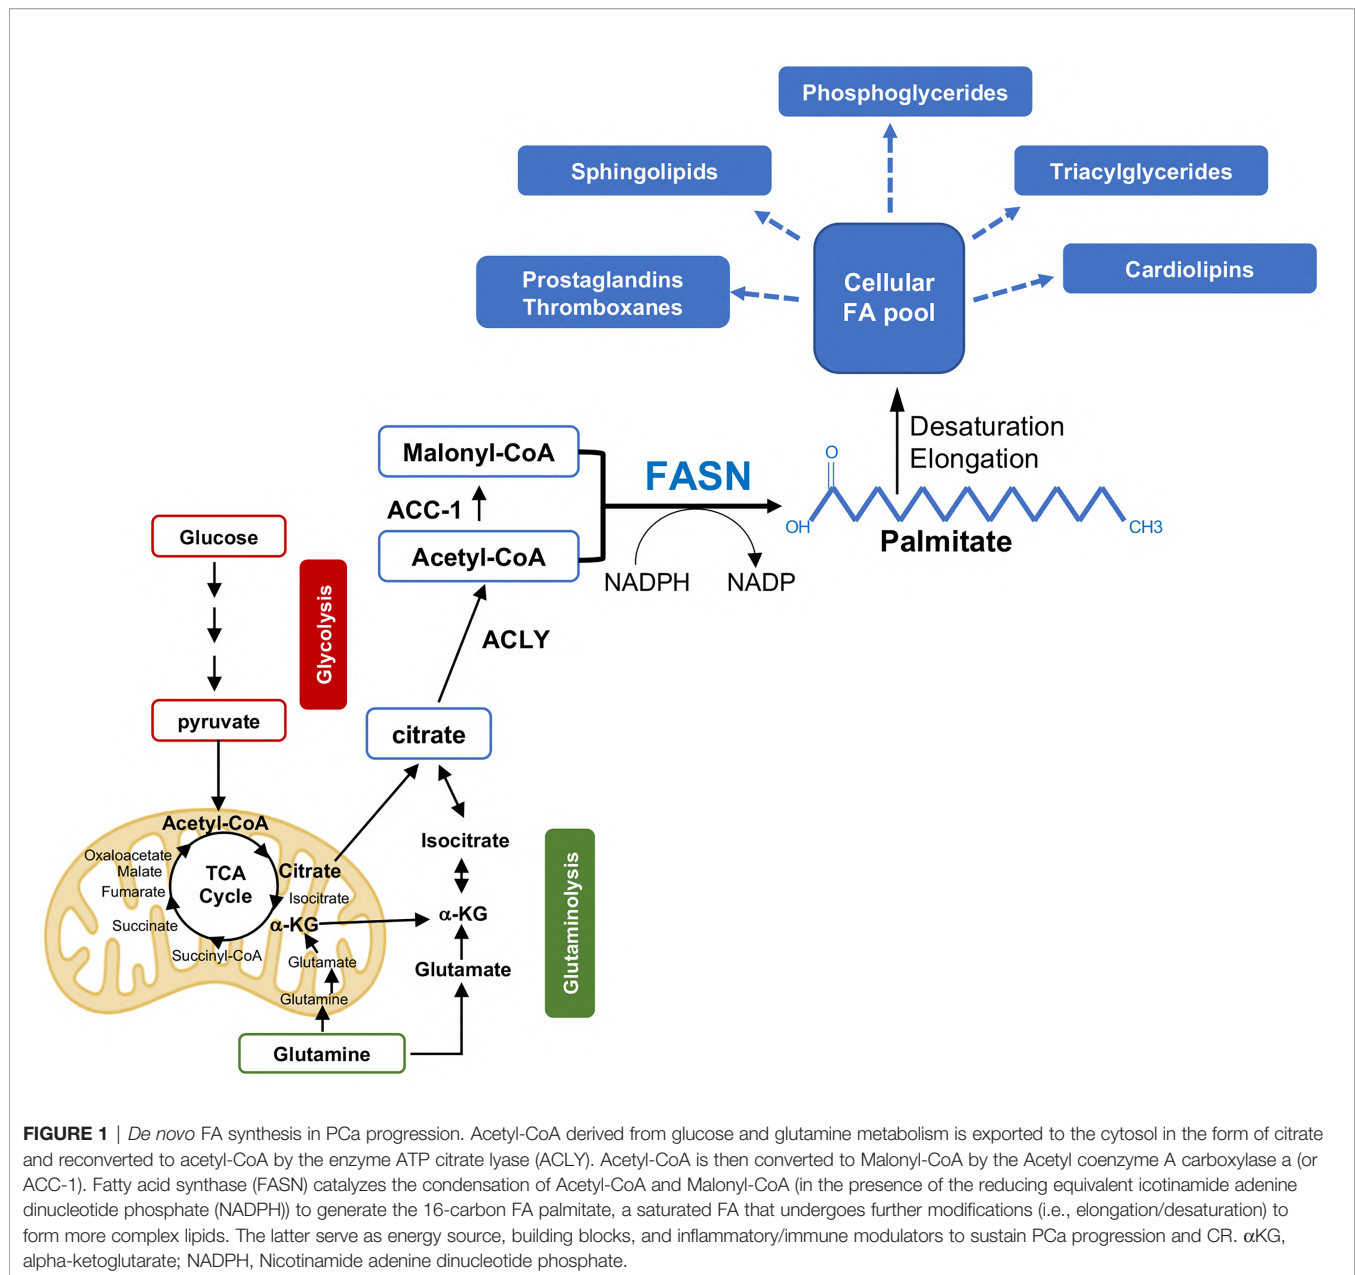 Phosphoglycerides
Sphingolipids
Triacylglycerides
Prostaglandins
Thromboxanes
Cellular
FA pool
Cardiolipins
Desaturation
Elongation
Malonyl-CoA
FASN
ACC-1
Acetyl-CoA
NADPH
NADP
O
OH
CH3
Palmitate
Glucose
Glycolysis
pyruvate
ACLY
citrate
Acetyl-CoA
TCA
Cycle
Oxaloacetate
Malate
Fumarate
Succinate
Succinyl-CoA
Citrate
Isocitrate
α-KG
Glutamate
Glutamine
Isocitrate
α-KG
Glutamate
Glutaminolysis
Glutamine
FIGURE 1 | De novo FA synthesis in PCa progression. Acetyl-CoA derived from glucose and glutamine metabolism is exported to the cytosol in the form of citrate
and reconverted to acetyl-CoA by the enzyme ATP citrate lyase (ACLY). Acetyl-CoA is then converted to Malonyl-CoA by the Acetyl coenzyme A carboxylase a (or
ACC-1). Fatty acid synthase (FASN) catalyzes the condensation of Acetyl-CoA and Malonyl-CoA (in the presence of the reducing equivalent icotinamide adenine
dinucleotide phosphate (NADPH)) to generate the 16-carbon FA palmitate, a saturated FA that undergoes further modifications (i.e., elongation/desaturation) to
form more complex lipids. The latter serve as energy source, building blocks, and inflammatory/immune modulators to sustain PCa progression and CR. αKG,
alpha-ketoglutarate; NADPH, Nicotinamide adenine dinucleotide phosphate.